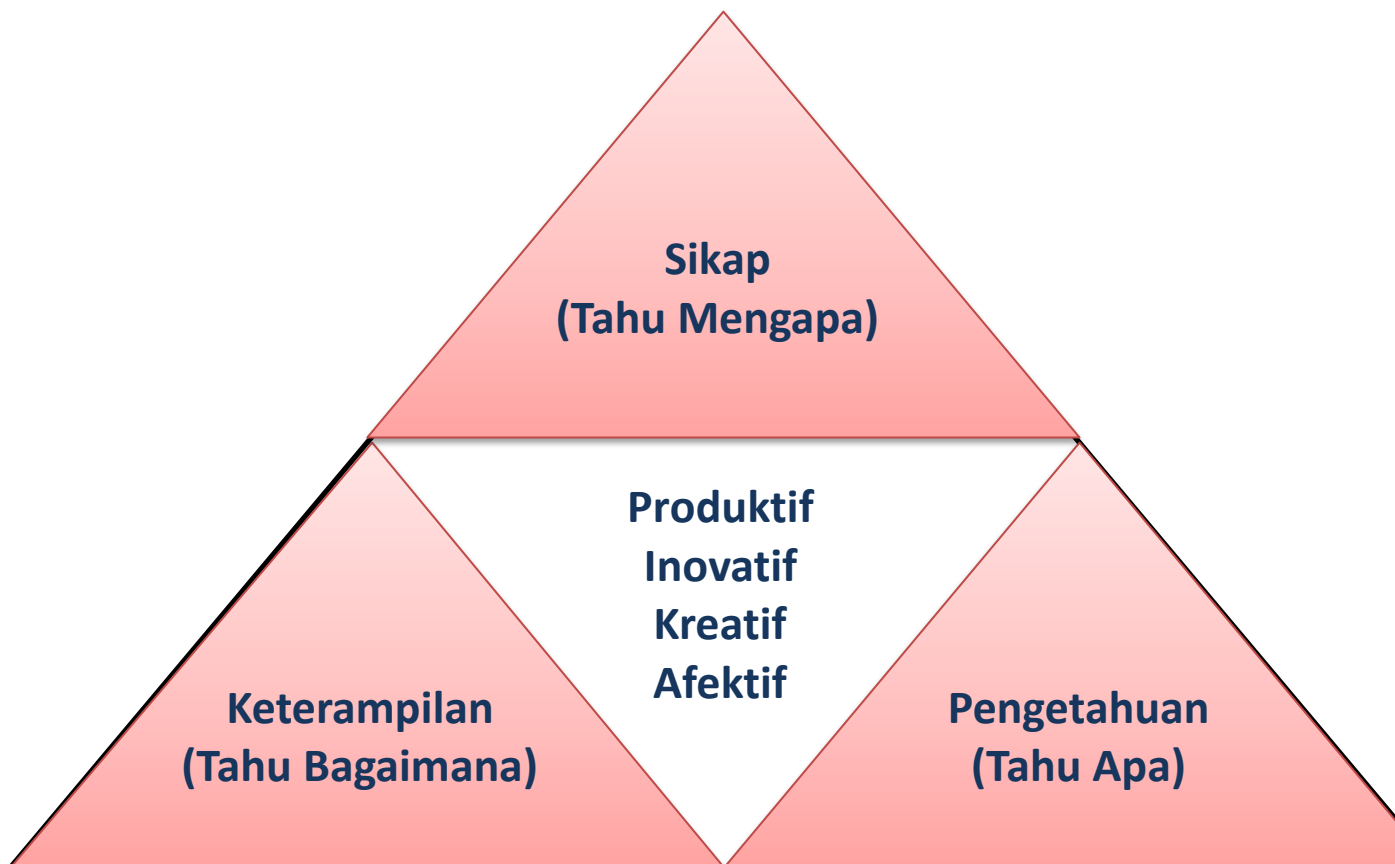 Sikap
(Tahu Mengapa)
Produktif
Inovatif
Kreatif
Afektif
Keterampilan
(Tahu Bagaimana)
Pengetahuan
(Tahu Apa)